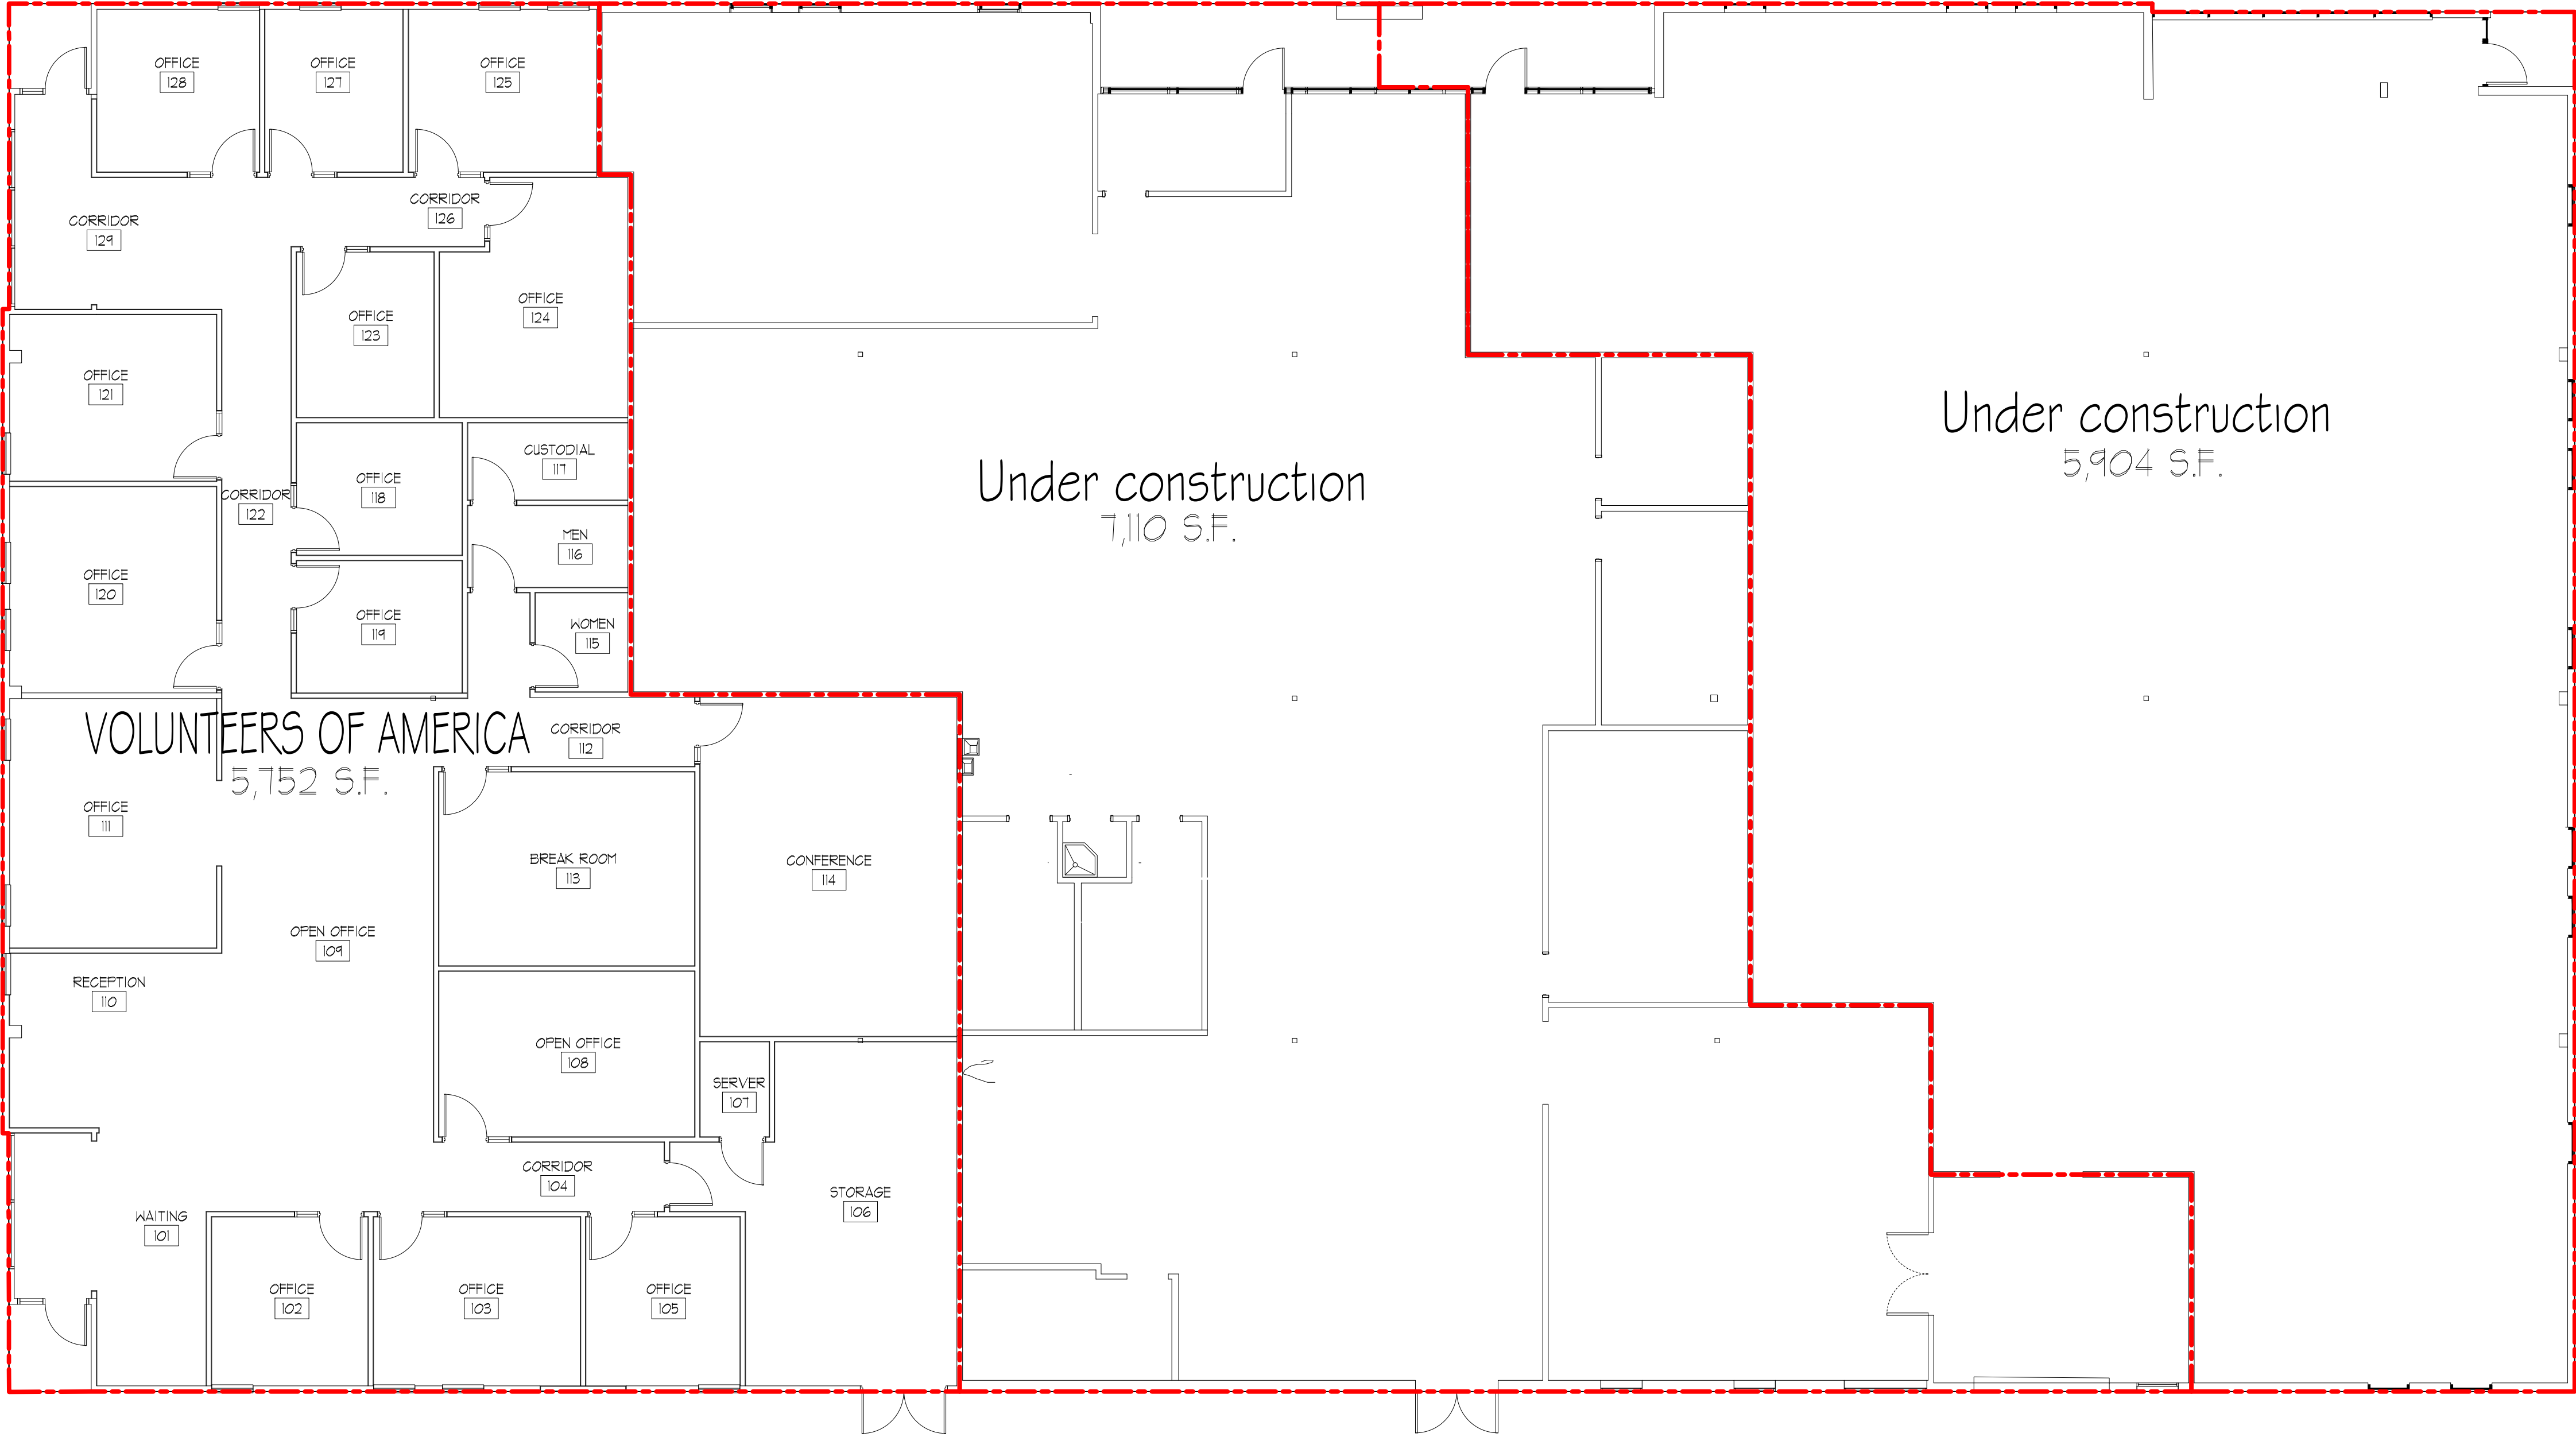 OFFICE
128
OFFICE
127
OFFICE
125
CORRIDOR
126
CORRIDOR
129
OFFICE
124
OFFICE
123
OFFICE
121
CUSTODIAL
117
OFFICE
118
CORRIDOR
122
MEN
116
OFFICE
120
OFFICE
119
WOMEN
115
VOLUNTEERS OF AMERICA
5,752 S.F.
CORRIDOR
112
OFFICE
111
BREAK ROOM
113
CONFERENCE
114
OPEN OFFICE
109
RECEPTION
110
OPEN OFFICE
108
SERVER
107
CORRIDOR
104
STORAGE
106
WAITING
101
OFFICE
102
OFFICE
103
OFFICE
105
Under construction
7,110 S.F.
Under construction
5,904 S.F.